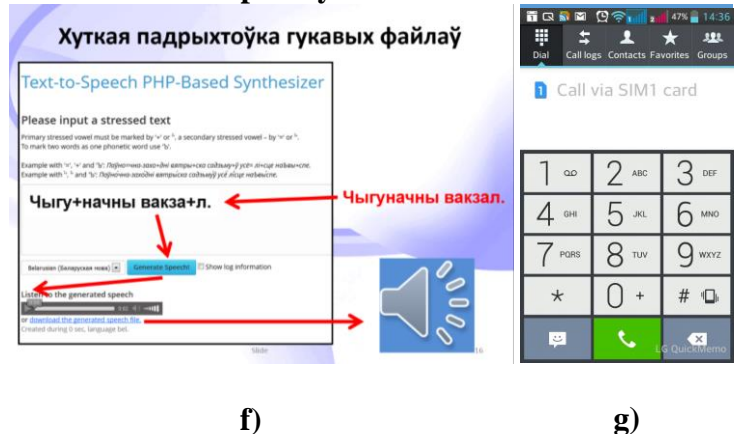 Хуткая падрыхтоўка гукавых файлаў
Text-to-Speech PHP-Based Synthesizer
Please input a stressed text
Primary stressed vowel must be marked by '+' or
a secondary stressed vowel – by '=' or
To mark two words as one phonetic word use
Example with
Example with
Чыгу+начны вакза+л.
Чыгуначны вакзал.
Belarusian (Беларуская мова)
Generate Speech!
Show log information
Listen to the generated speech
or download the generated speech file.
Created during 0 sec, language bel.
Slide
16
47% 14:36
Dial Call logs Contacts Favorites Groups
1 Call via SIM1 card
1 2 ABC 3 DEF
4 GHI 5 JKL 6 MNO
7 PQRS 8 TUV 9 WXYZ
* 0 + #
LG QuickMemo
f) g)